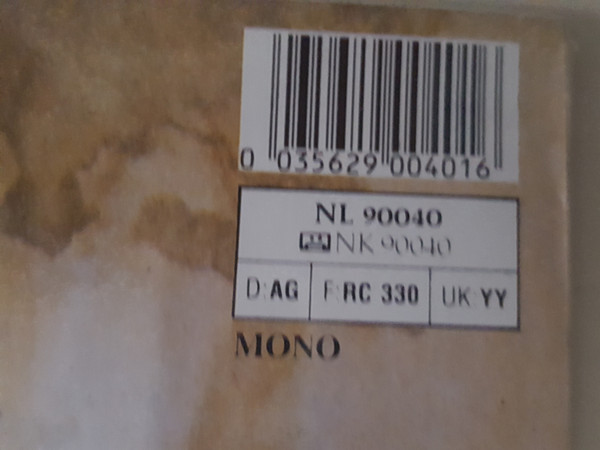 0 035629 004016
NL 90040
NK 90040
D: AG F: RC 330 UK YY
MONO